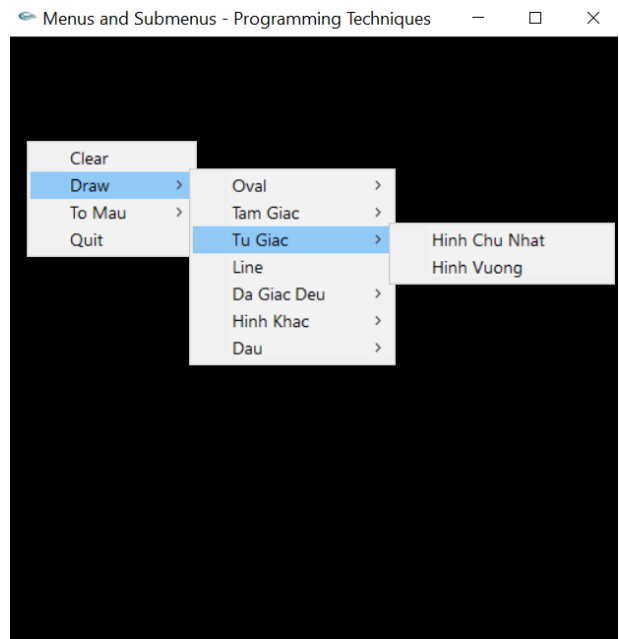 Menus and Submenus - Programming Techniques
Clear
Draw
To Mau
Quit
Oval
Tam Giac
Tu Giac
Line
Da Giac Deu
Hinh Khac
Dau
Hinh Chu Nhat
Hinh Vuong